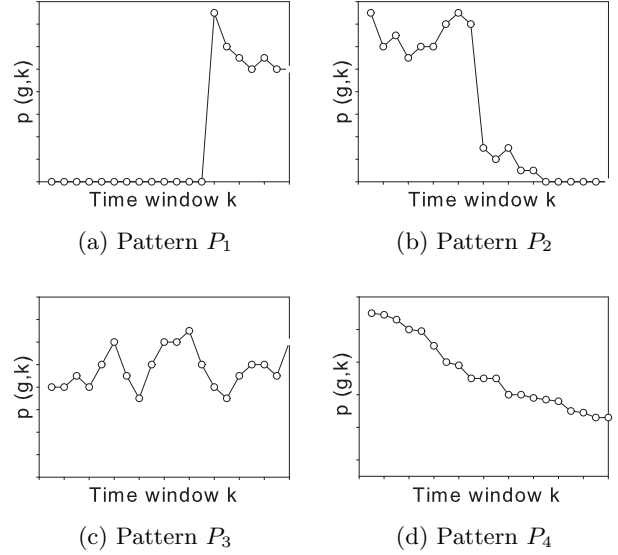 p (g,k)
Time window k
(a) Pattern P1
p (g,k)
Time window k
(b) Pattern P2
p (g,k)
Time window k
(c) Pattern P3
p (g,k)
Time window k
(d) Pattern P4